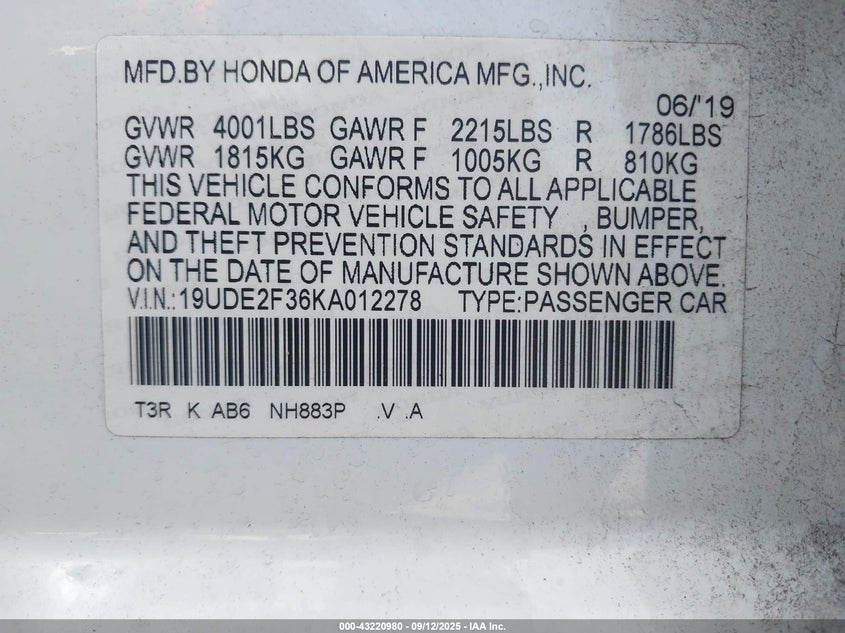 MFD.BY HONDA OF AMERICA MFG.,INC.
06/'19
GVWR 4001LBS GAWR F 2215LBS R 1786LBS
GVWR 1815KG GAWR F 1005KG R 810KG
THIS VEHICLE CONFORMS TO ALL APPLICABLE
FEDERAL MOTOR VEHICLE SAFETY , BUMPER,
AND THEFT PREVENTION STANDARDS IN EFFECT
ON THE DATE OF MANUFACTURE SHOWN ABOVE.
V.I.N.:19UDE2F36KA012278 TYPE:PASSENGER CAR
T3R K AB6 NH883P .V .A
000-43220980 - 09/12/2025 - IAA Inc.